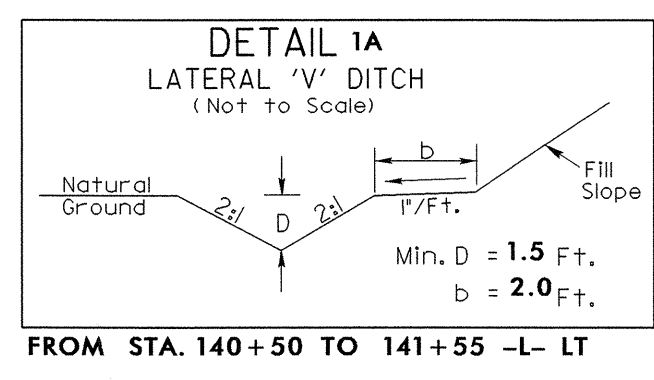 DETAIL 1A
LATERAL 'V' DITCH
(Not to Scale)
b
Natural
Ground
2:1
D
2:1
1"/Ft.
Fill
Slope
Min. D = 1.5 Ft.
b = 2.0 Ft.
FROM STA. 140+50 TO 141+55 -L- LT